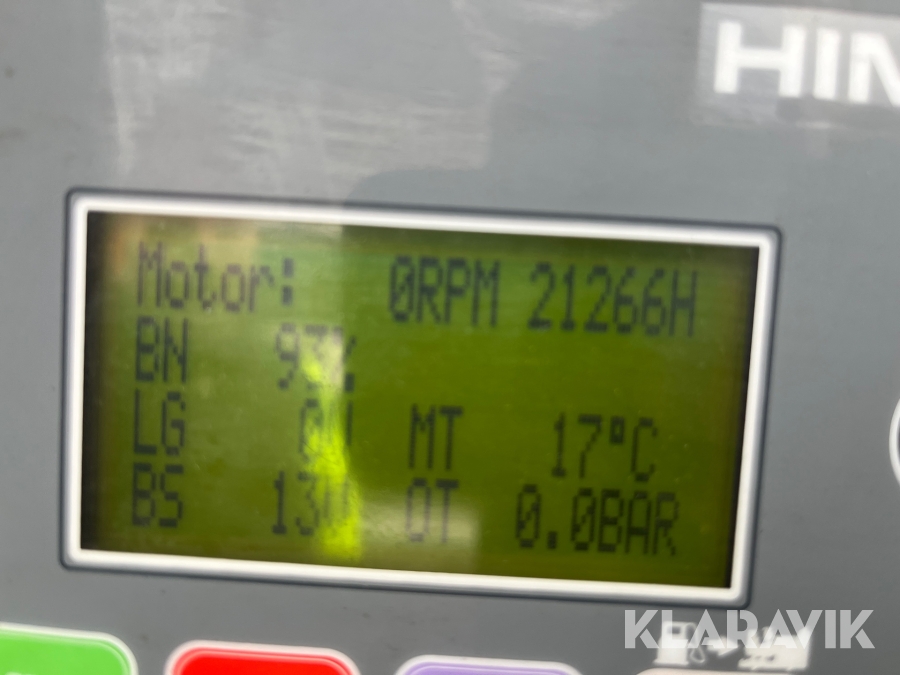 HIM
Motor: 0RPM 21266H
BN 93%
LG
MT 17°C
BS
OT 0.0BAR
KLARAVIK